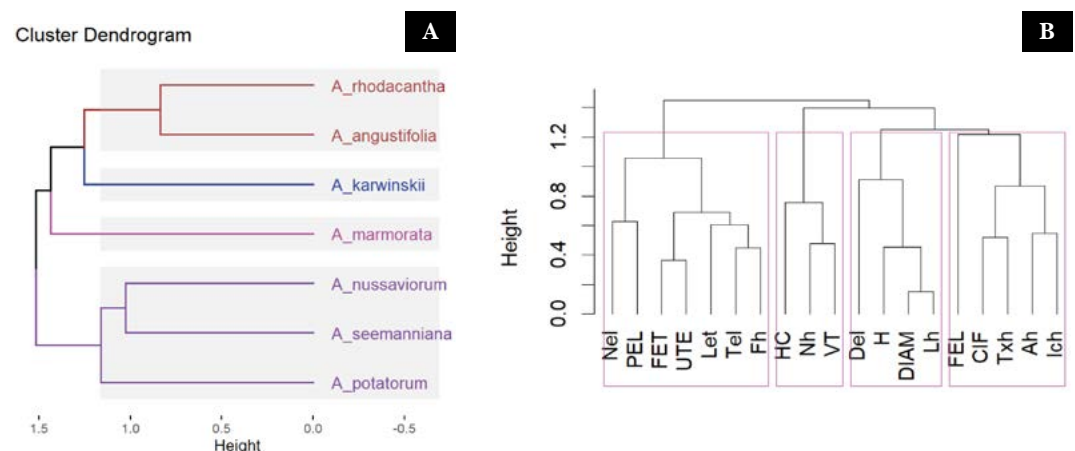 Cluster Dendrogram
A
A_rhodacantha
A_angustifolia
A_karwinskii
A_marmorata
A_nussaviorum
A_seemanniana
A_potatorum
1.5 1.0 0.5 0.0 -0.5
Height
B
Height
1.2
0.8
0.4
0.0
Nel PEL FET UTE Let Tel Fh HC Nh VT Del H DIAM Lh FEL CIF Txh Ah Ich